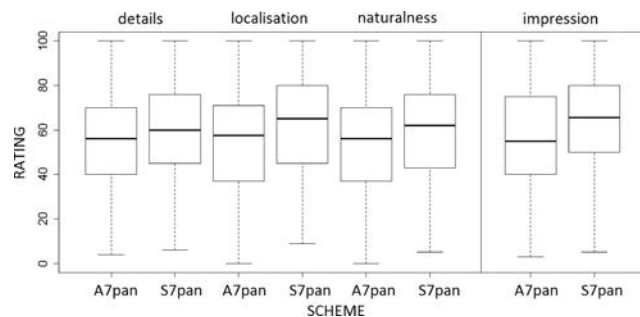 details localisation naturalness impression
100
80
60
40
20
0
RATING
A7pan S7pan A7pan S7pan A7pan S7pan A7pan S7pan
SCHEME